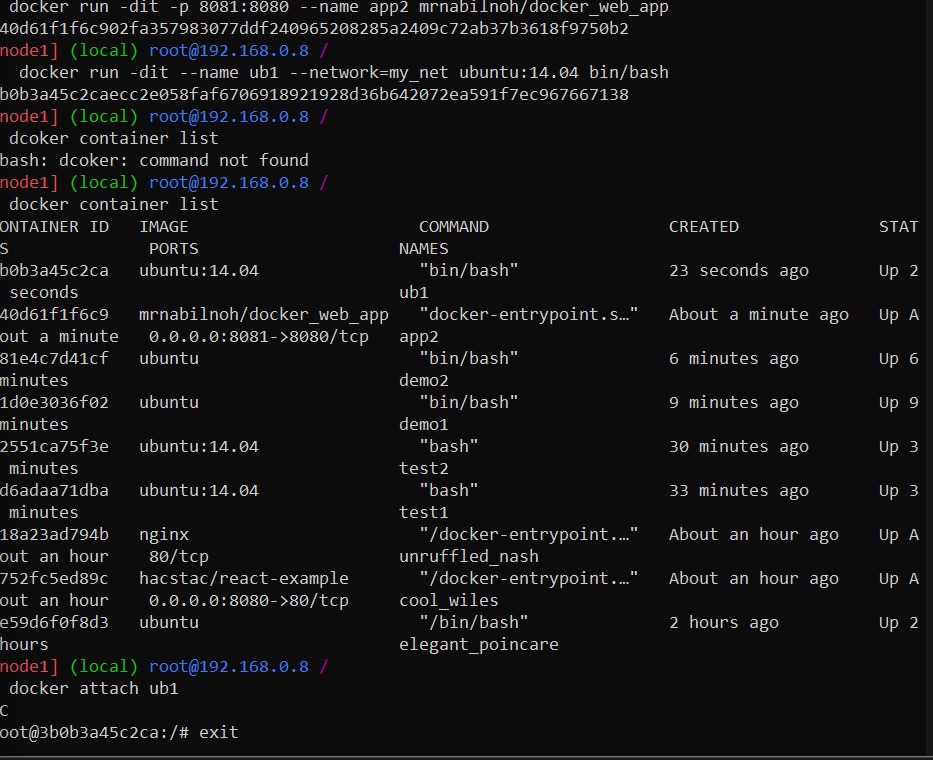 docker run -dit -p 8081:8080 --name app2 mrnabilnoh/docker_web_app
40d61f1f6c902fa357983077ddf240965208285a2409c72ab37b3618f9750b2
node1] (local) root@192.168.0.8 /
docker run -dit --name ub1 --network=my_net ubuntu:14.04 bin/bash
b0b3a45c2caecc2e058faf6706918921928d36b642072ea591f7ec967667138
node1] (local) root@192.168.0.8 /
dcoker container list
bash: dcoker: command not found
node1] (local) root@192.168.0.8 /
docker container list
ONTAINER ID   IMAGE                       COMMAND                  CREATED              STAT
S              PORTS                    NAMES
b0b3a45c2ca   ubuntu:14.04                "bin/bash"               23 seconds ago       Up 2
 seconds                                ub1
40d61f1f6c9   mrnabilnoh/docker_web_app   "docker-entrypoint.s…"   About a minute ago   Up A
out a minute   0.0.0.0:8081->8080/tcp   app2
81e4c7d41cf   ubuntu                      "bin/bash"               6 minutes ago        Up 6
minutes                                 demo2
1d0e3036f02   ubuntu                      "bin/bash"               9 minutes ago        Up 9
minutes                                 demo1
2551ca75f3e   ubuntu:14.04                "bash"                   30 minutes ago       Up 3
 minutes                                test2
d6adaa71dba   ubuntu:14.04                "bash"                   33 minutes ago       Up 3
 minutes                                test1
18a23ad794b   nginx                       "/docker-entrypoint.…"   About an hour ago    Up A
out an hour    80/tcp                   unruffled_nash
752fc5ed89c   hacstac/react-example       "/docker-entrypoint.…"   About an hour ago    Up A
out an hour    0.0.0.0:8080->80/tcp     cool_wiles
e59d6f0f8d3   ubuntu                      "/bin/bash"              2 hours ago          Up 2
hours                                   elegant_poincare
node1] (local) root@192.168.0.8 /
docker attach ub1
C
oot@3b0b3a45c2ca:/# exit